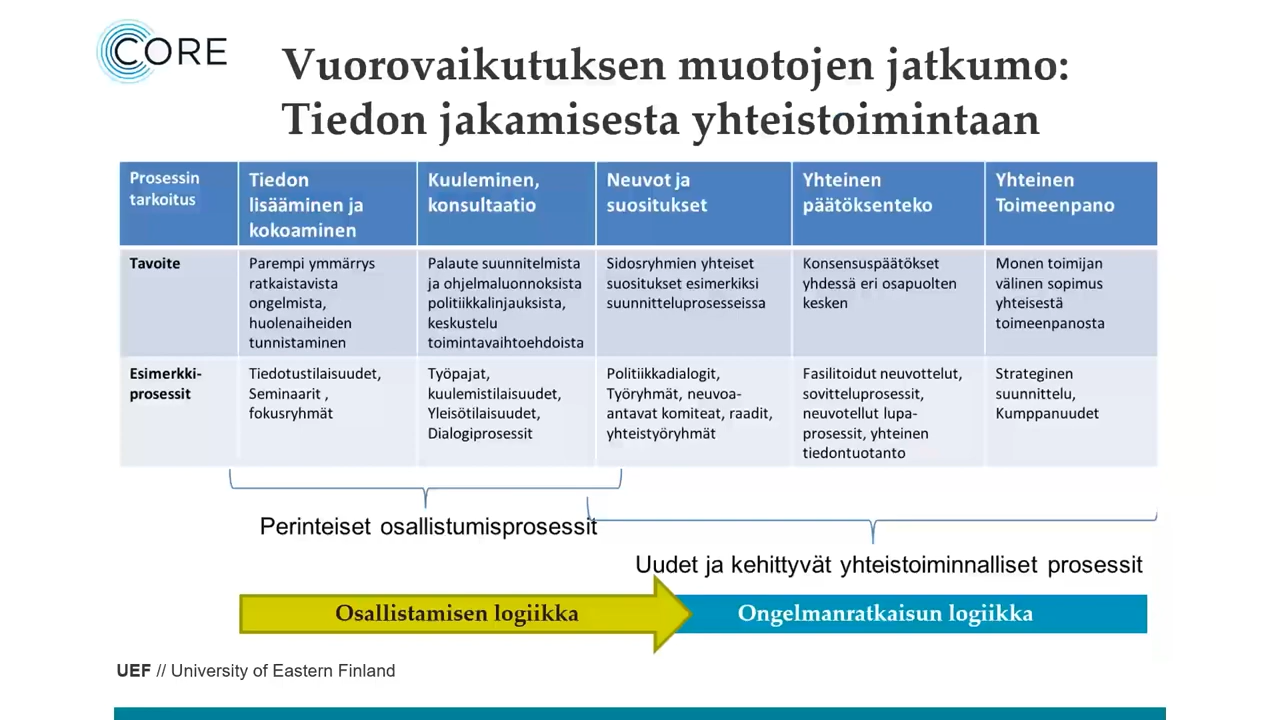 CORE
Vuorovaikutuksen muotojen jatkumo:
Tiedon jakamisesta yhteistoimintaan
Prosessin
tarkoitus
Tiedon
lisääminen ja
kokoaminen
Kuuleminen,
konsultaatio
Neuvot ja
suositukset
Yhteinen
päätöksenteko
Yhteinen
Toimeenpano
Tavoite
Parempi ymmärrys
ratkaistavista
ongelmista,
huolenaiheiden
tunnistaminen
Palaute suunnitelmista
ja ohjelmaluonnoksista
politiikkalinjauksista,
keskustelu
toimintavaihtoehdoista
Sidosryhmien yhteiset
suositukset esimerkiksi
suunnitteluprosesseissa
Konsensuspäätökset
yhdessä eri osapuolten
kesken
Monen toimijan
välinen sopimus
yhteisestä
toimeenpanosta
Esimerkki-
prosessit
Tiedotustilaisuudet,
Seminaarit ,
fokusryhmät
Työpajat,
kuulemistilaisuudet,
Yleisötilaisuudet,
Dialogiprosessit
Politiikkadialogit,
Työryhmät, neuvoa-
antavat komiteat, raadit,
yhteistyöryhmät
Fasilitoidut neuvottelut,
sovitteluprosessit,
neuvotellut lupa-
prosessit, yhteinen
tiedontuotanto
Strateginen
suunnittelu,
Kumppanuudet
Perinteiset osallistumisprosessit
Uudet ja kehittyvät yhteistoiminnalliset prosessit
Osallistamisen logiikka
Ongelmanratkaisun logiikka
UEF // University of Eastern Finland